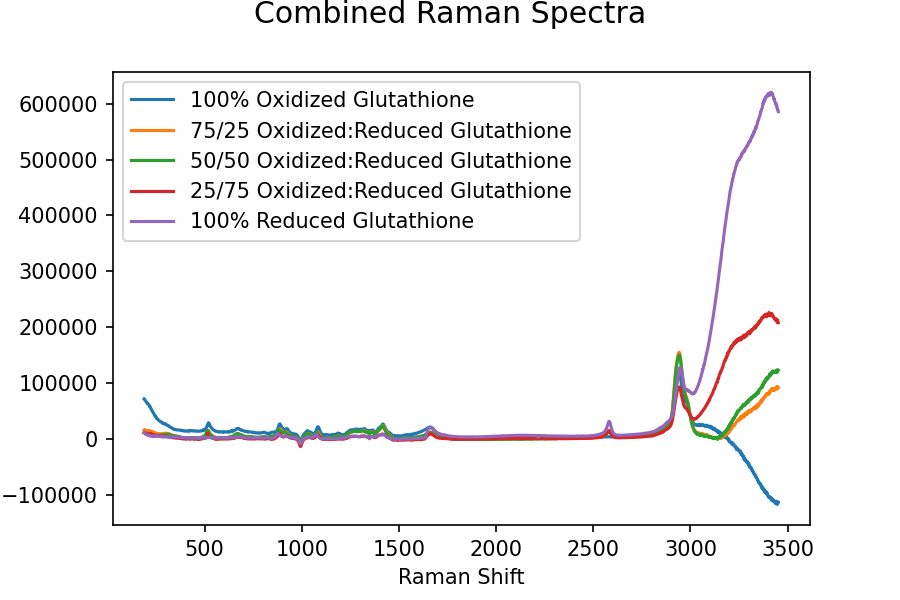 Combined Raman Spectra
100% Oxidized Glutathione
75/25 Oxidized:Reduced Glutathione
50/50 Oxidized:Reduced Glutathione
25/75 Oxidized:Reduced Glutathione
100% Reduced Glutathione
600000
500000
400000
300000
200000
100000
0
−100000
500 1000 1500 2000 2500 3000 3500
Raman Shift